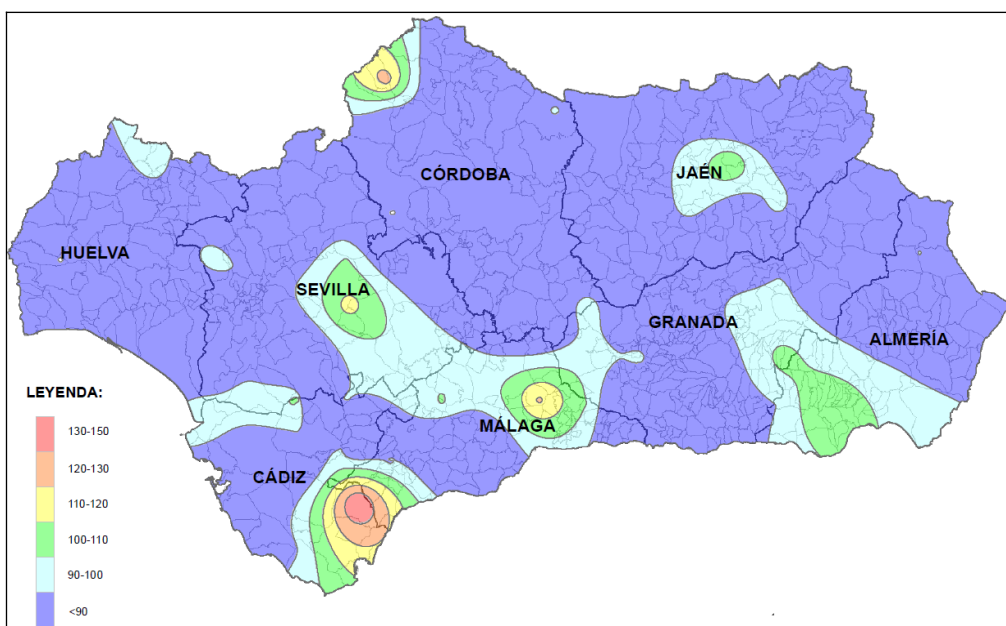 CÓRDOBA
JAÉN
HUELVA
SEVILLA
GRANADA
ALMERÍA
MÁLAGA
CÁDIZ
LEYENDA:
130-150
120-130
110-120
100-110
90-100
<90